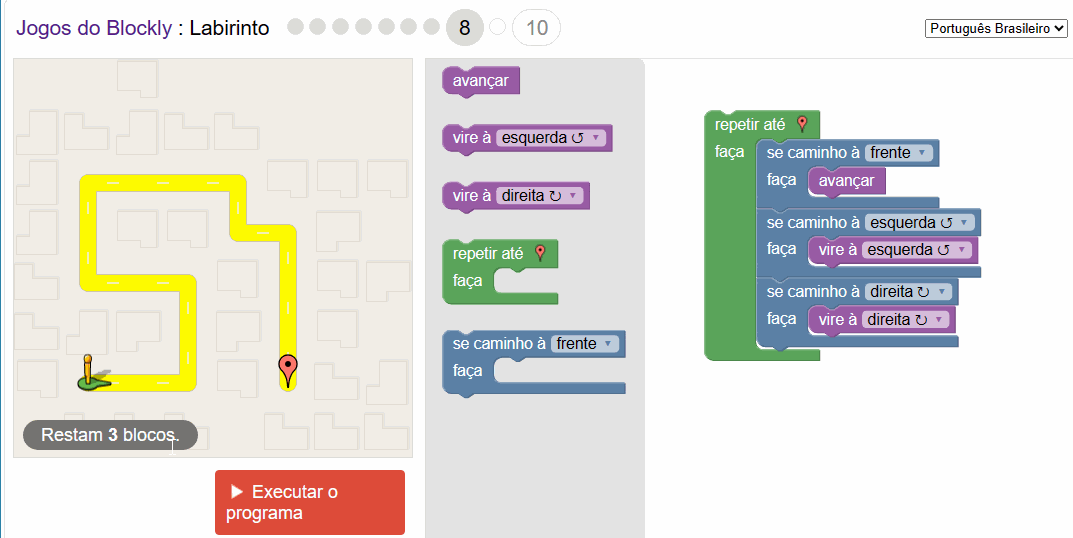 Jogos do Blockly : Labirinto 8 10
Português Brasileiro
avançar
vire à esquerda ↺
vire à direita ↻
repetir até
faça
se caminho à frente
faça
Restam 3 blocos.
Executar o
programa
repetir até
faça
se caminho à frente
faça avançar
se caminho à esquerda ↺
faça vire à esquerda ↺
se caminho à direita ↻
faça vire à direita ↻